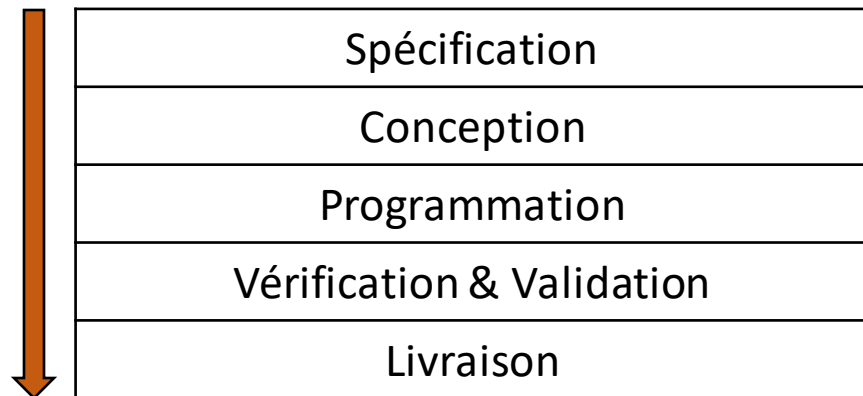 Spécification
Conception
Programmation
Vérification & Validation
Livraison